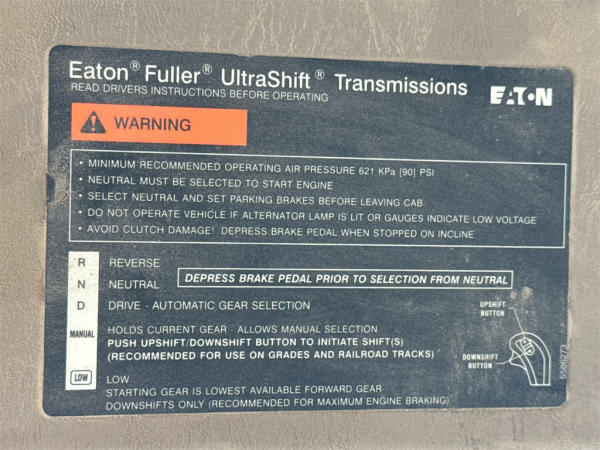 Eaton® Fuller® UltraShift® Transmissions
READ DRIVERS INSTRUCTIONS BEFORE OPERATING
EATON
WARNING
• MINIMUM RECOMMENDED OPERATING AIR PRESSURE 621 KPa [90] PSI
• NEUTRAL MUST BE SELECTED TO START ENGINE
• SELECT NEUTRAL AND SET PARKING BRAKES BEFORE LEAVING CAB
• DO NOT OPERATE VEHICLE IF ALTERNATOR LAMP IS LIT OR GAUGES INDICATE LOW VOLTAGE
• AVOID CLUTCH DAMAGE! DEPRESS BRAKE PEDAL WHEN STOPPED ON INCLINE
R REVERSE
N NEUTRAL DEPRESS BRAKE PEDAL PRIOR TO SELECTION FROM NEUTRAL
D DRIVE - AUTOMATIC GEAR SELECTION
MANUAL HOLDS CURRENT GEAR - ALLOWS MANUAL SELECTION
PUSH UPSHIFT/DOWNSHIFT BUTTON TO INITIATE SHIFT(S)
(RECOMMENDED FOR USE ON GRADES AND RAILROAD TRACKS)
LOW LOW
STARTING GEAR IS LOWEST AVAILABLE FORWARD GEAR
DOWNSHIFTS ONLY (RECOMMENDED FOR MAXIMUM ENGINE BRAKING)
UPSHIFT
BUTTON
DOWNSHIFT
BUTTON
5586273